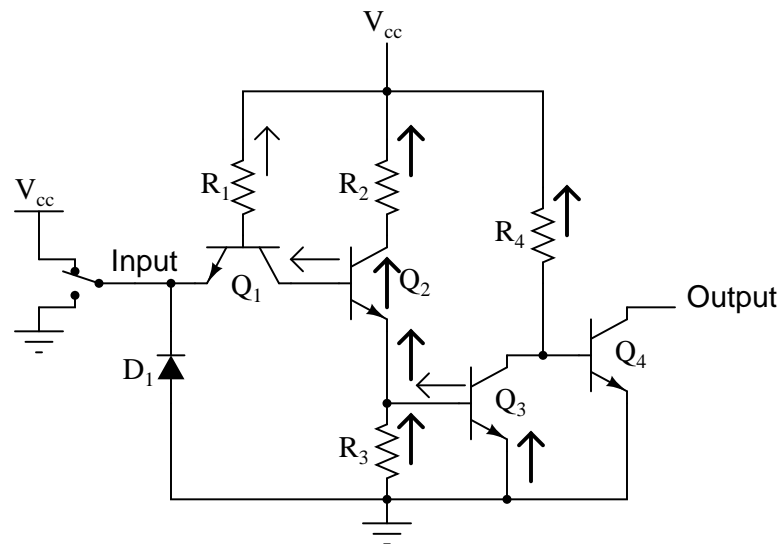 Vcc
Vcc
R1
R2
R4
Input
Q1
Q2
Output
D1
Q3
Q4
R3